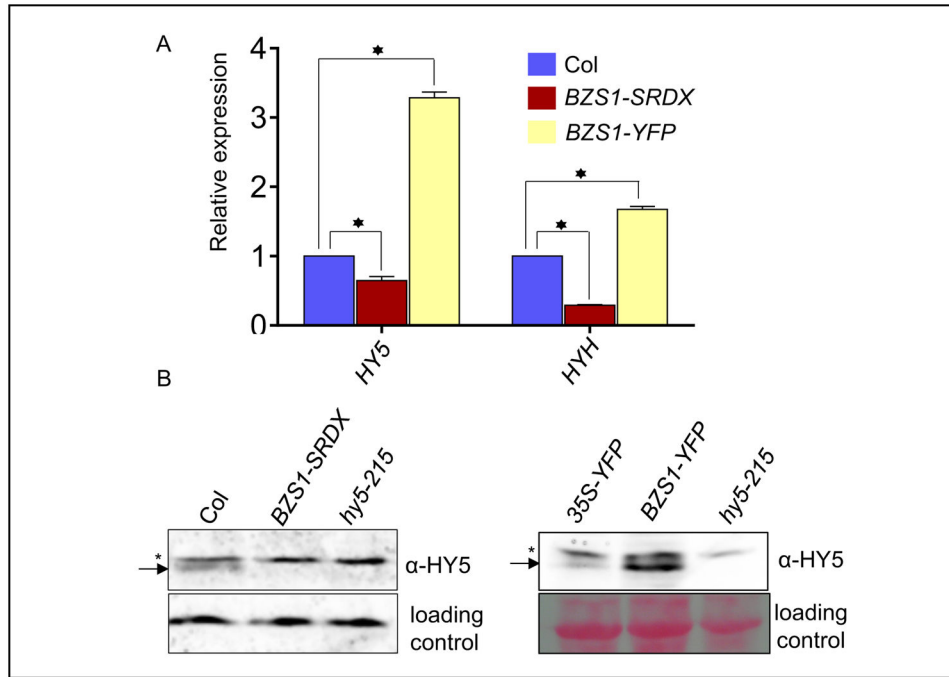 A
Relative expression
4
3
2
1
0
Col
BZS1-SRDX
BZS1-YFP
HY5
HYH
B
Col
BZS1-SRDX
hy5-215
*
α-HY5
loading
control
35S-YFP
BZS1-YFP
hy5-215
*
α-HY5
loading
control